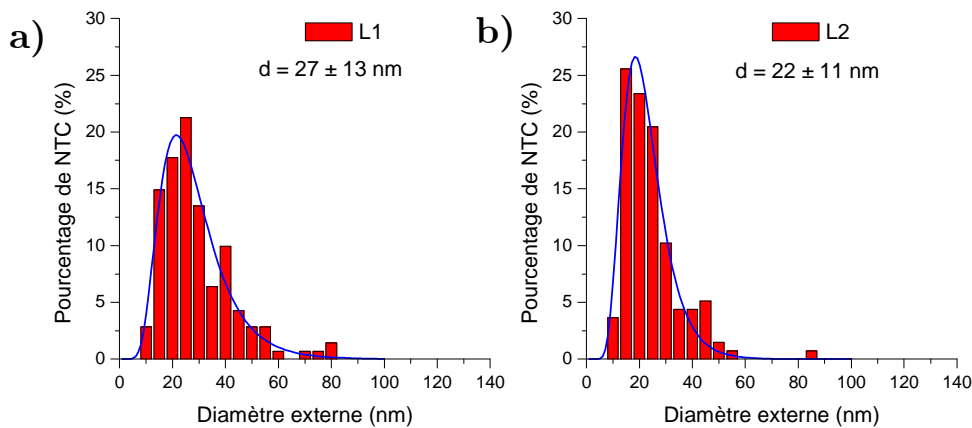 a)
Pourcentage de NTC (%)
30
25
20
15
10
5
0
L1
d = 27 ± 13 nm
0 20 40 60 80 100 120 140
Diamètre externe (nm)
b)
Pourcentage de NTC (%)
30
25
20
15
10
5
0
L2
d = 22 ± 11 nm
0 20 40 60 80 100 120 140
Diamètre externe (nm)